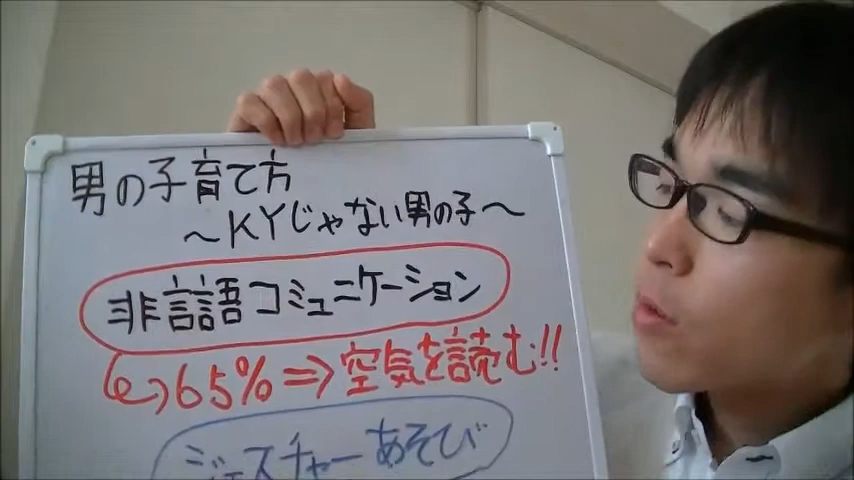 男の子育て方
～KYじゃない男の子～
非言語コミュニケーション
65%⇒空気を読む!!
ジェスチャーあそび